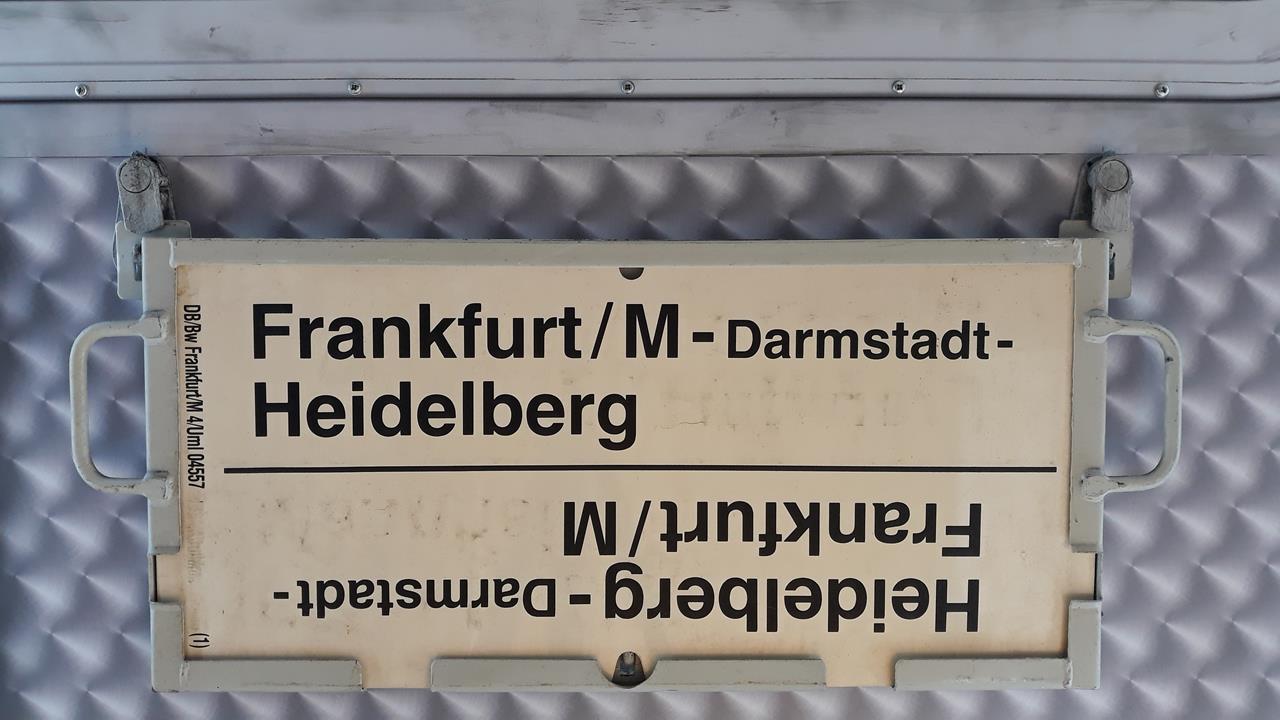 Frankfurt/M - Darmstadt -
Heidelberg
Heidelberg - Darmstadt -
Frankfurt/M
DB/Bw Frankfurt/M 4/Uml 04557
(1)